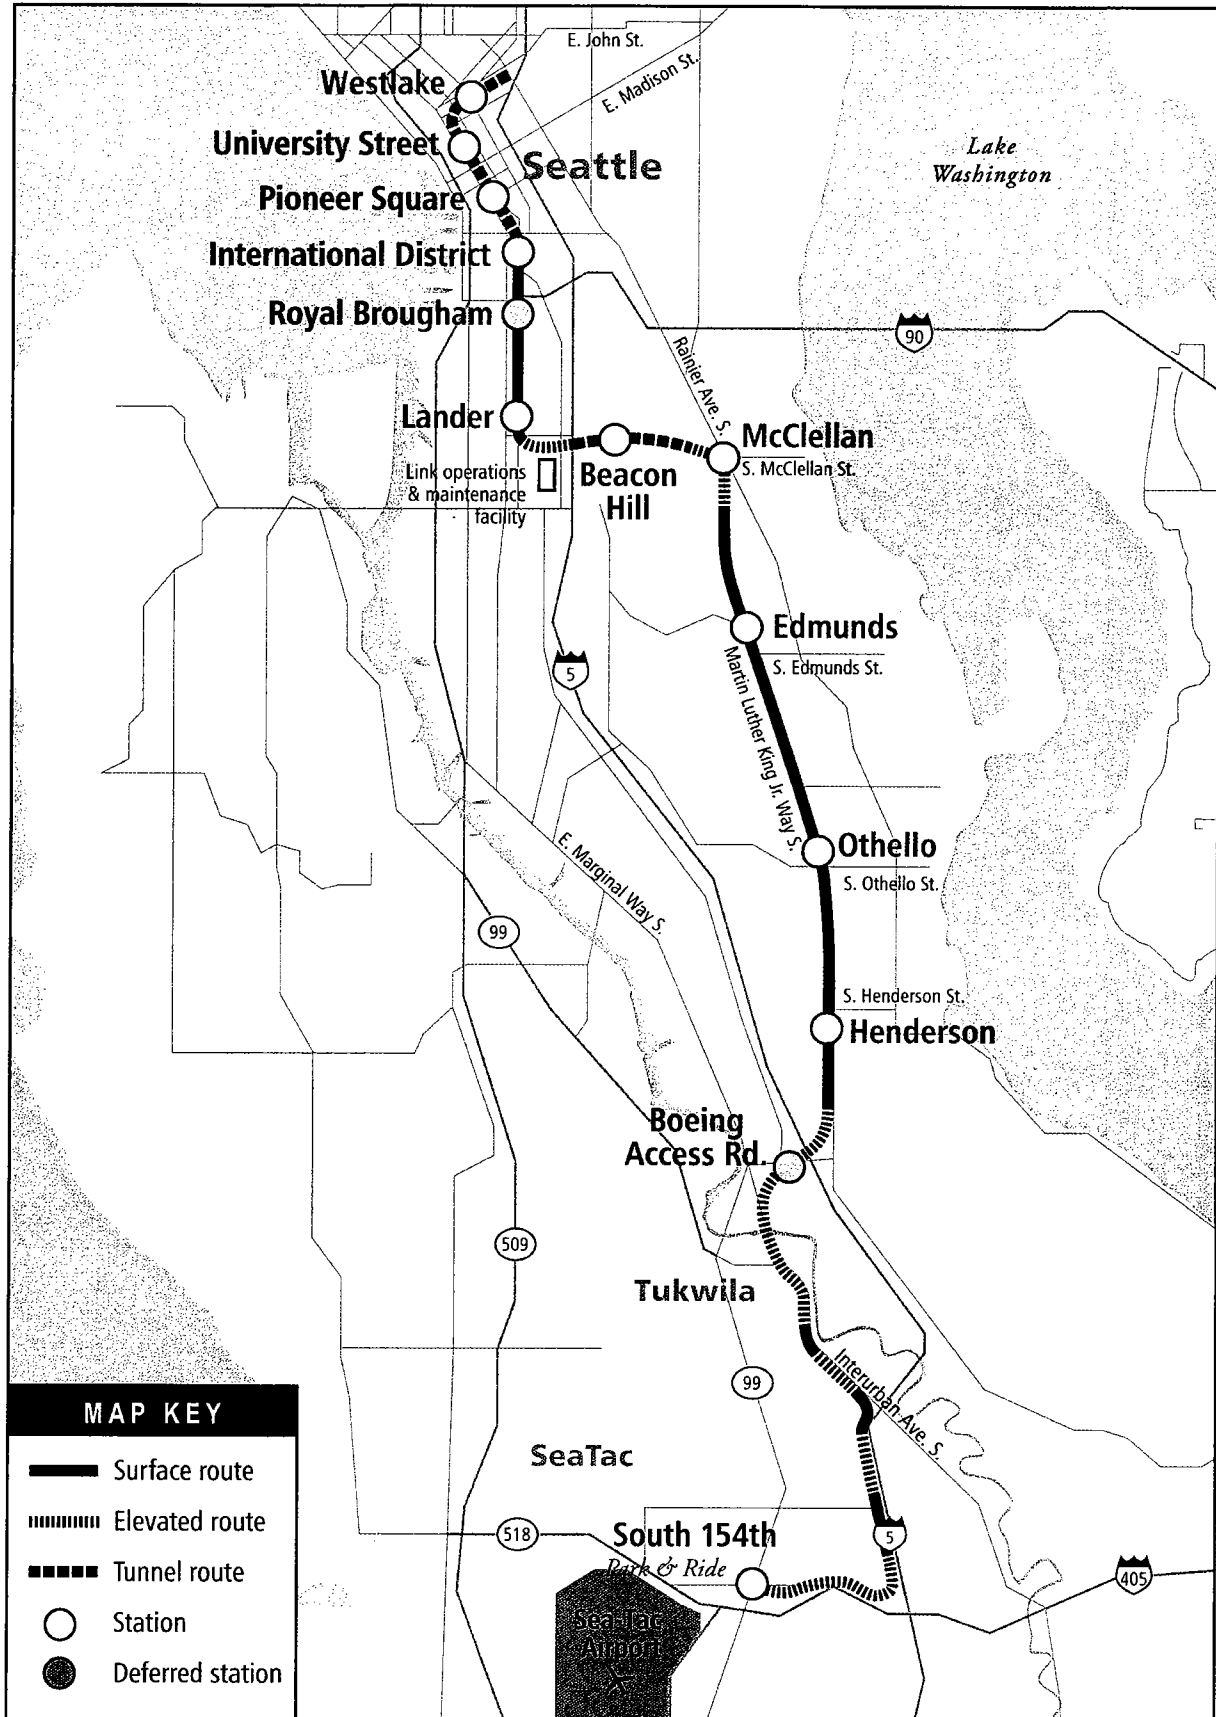 E. John St.
E. Madison St.
Westlake
University Street
Seattle
Lake
Washington
Pioneer Square
International District
Royal Brougham
90
Rainier Ave. S.
Lander
McClellan
S. McClellan St.
Link operations
& maintenance
facility
Beacon
Hill
Edmunds
S. Edmunds St.
5
Martin Luther King Jr. Way S.
Othello
S. Othello St.
E. Marginal Way S.
99
S. Henderson St.
Henderson
Boeing
Access Rd.
509
Tukwila
Interurban Ave. S.
99
MAP KEY
Surface route
Elevated route
Tunnel route
Station
Deferred station
SeaTac
518
South 154th
Park & Ride
5
405
Sea-Tac
Airport